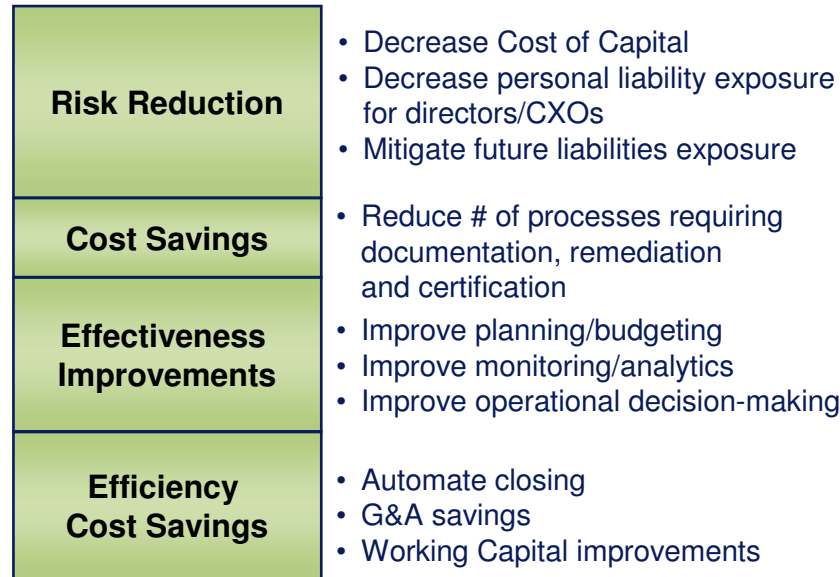 Risk Reduction
• Decrease Cost of Capital
• Decrease personal liability exposure
for directors/CXOs
• Mitigate future liabilities exposure
Cost Savings
• Reduce # of processes requiring
documentation, remediation
and certification
Effectiveness
Improvements
• Improve planning/budgeting
• Improve monitoring/analytics
• Improve operational decision-making
Efficiency
Cost Savings
• Automate closing
• G&A savings
• Working Capital improvements